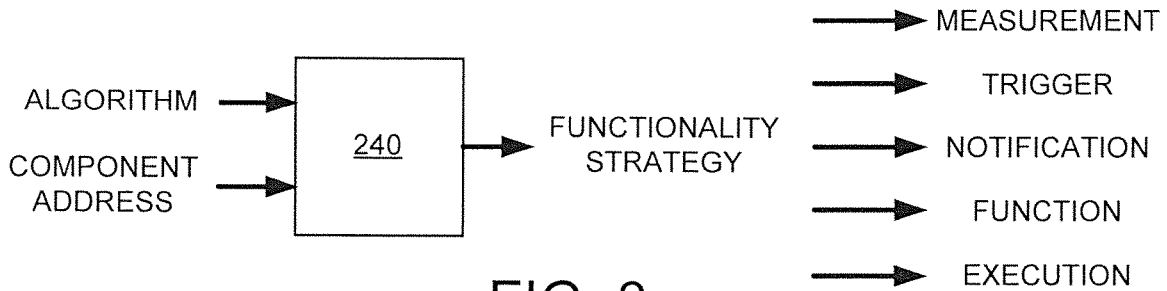 ALGORITHM
COMPONENT
ADDRESS
240
FUNCTIONALITY
STRATEGY
MEASUREMENT
TRIGGER
NOTIFICATION
FUNCTION
EXECUTION